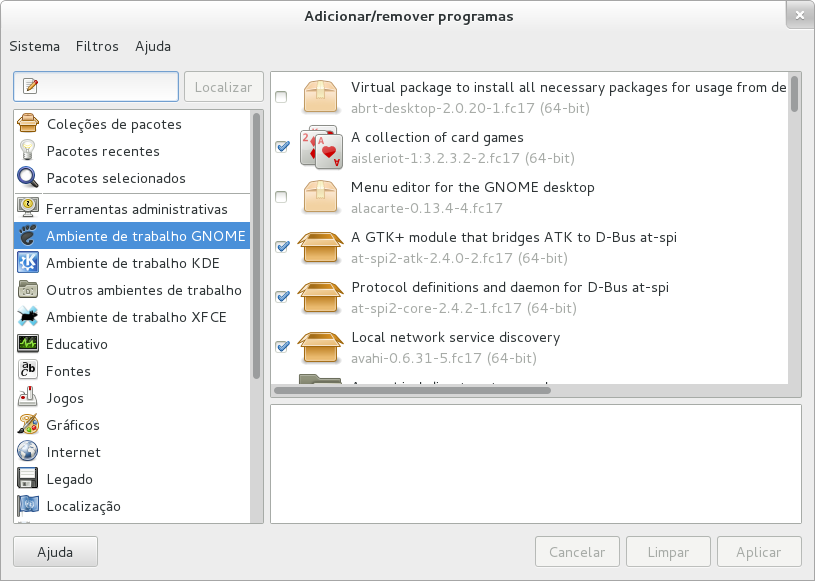 Adicionar/remover programas
Sistema Filtros Ajuda
Localizar
Coleções de pacotes
Pacotes recentes
Pacotes selecionados
Ferramentas administrativas
Ambiente de trabalho GNOME
Ambiente de trabalho KDE
Outros ambientes de trabalho
Ambiente de trabalho XFCE
Educativo
Fontes
Jogos
Gráficos
Internet
Legado
Localização
Virtual package to install all necessary packages for usage from de
abrt-desktop-2.0.20-1.fc17 (64-bit)
A collection of card games
aisleriot-1:3.2.3.2-2.fc17 (64-bit)
Menu editor for the GNOME desktop
alacarte-0.13.4-4.fc17
A GTK+ module that bridges ATK to D-Bus at-spi
at-spi2-atk-2.4.0-2.fc17 (64-bit)
Protocol definitions and daemon for D-Bus at-spi
at-spi2-core-2.4.2-1.fc17 (64-bit)
Local network service discovery
avahi-0.6.31-5.fc17 (64-bit)
Ajuda
Cancelar
Limpar
Aplicar